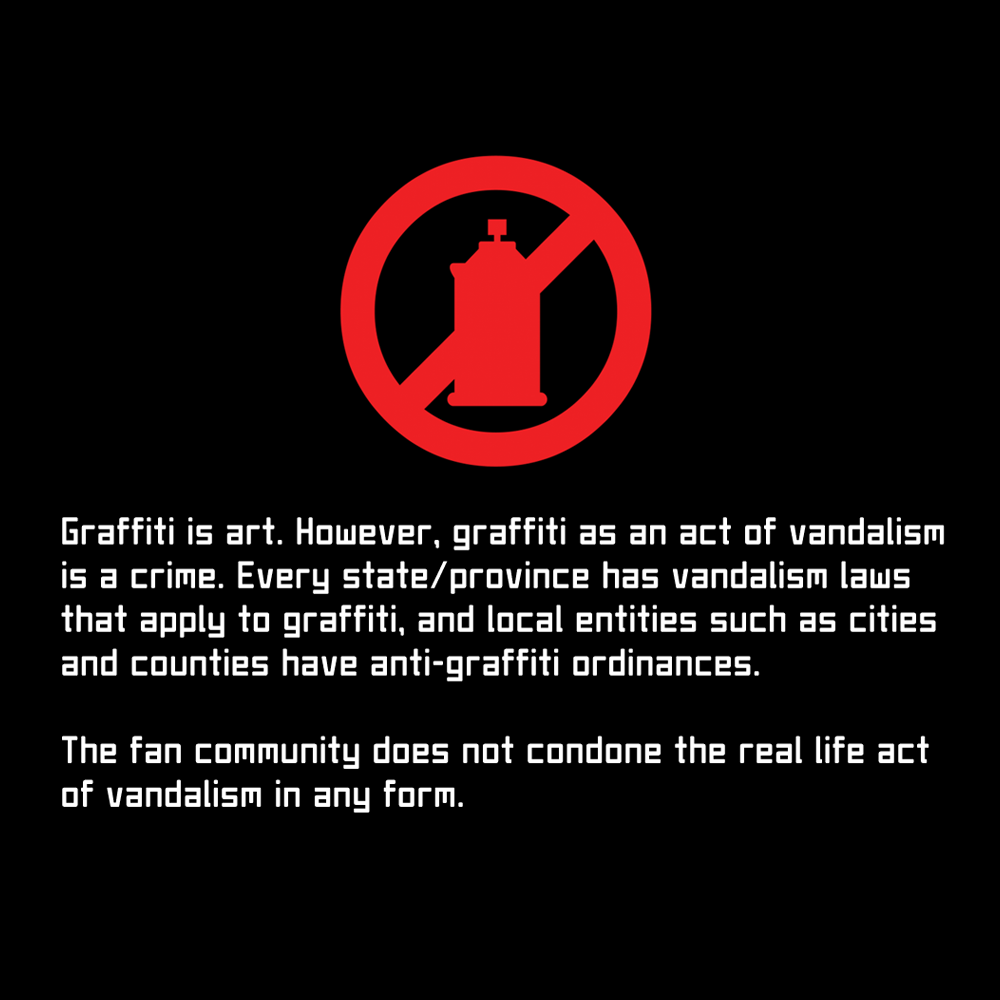 Graffiti is art. However, graffiti as an act of vandalism
is a crime. Every state/province has vandalism laws
that apply to graffiti, and local entities such as cities
and counties have anti-graffiti ordinances.
The fan community does not condone the real life act
of vandalism in any form.